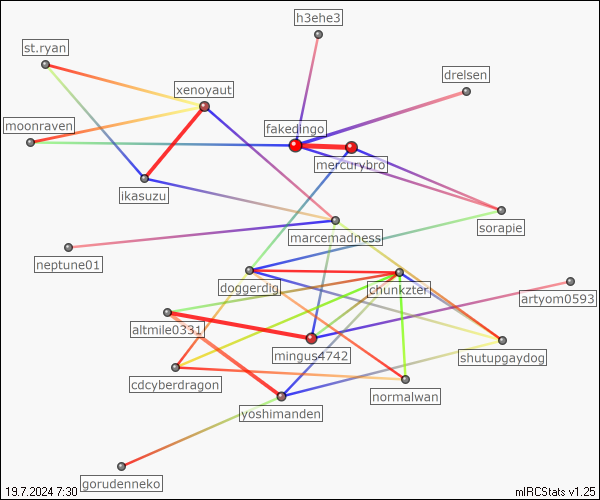 h3ehe3
st.ryan
drelsen
xenoyaut
moonraven
fakedingo
mercurybro
ikasuzu
sorapie
marcemadness
neptune01
doggerdig
chunkzter
artyom0593
altmile0331
mingus4742
shutupgaydog
cdcyberdragon
normalwan
yoshimanden
gorudenneko
19.7.2024 7:30
mIRCStats v1.25